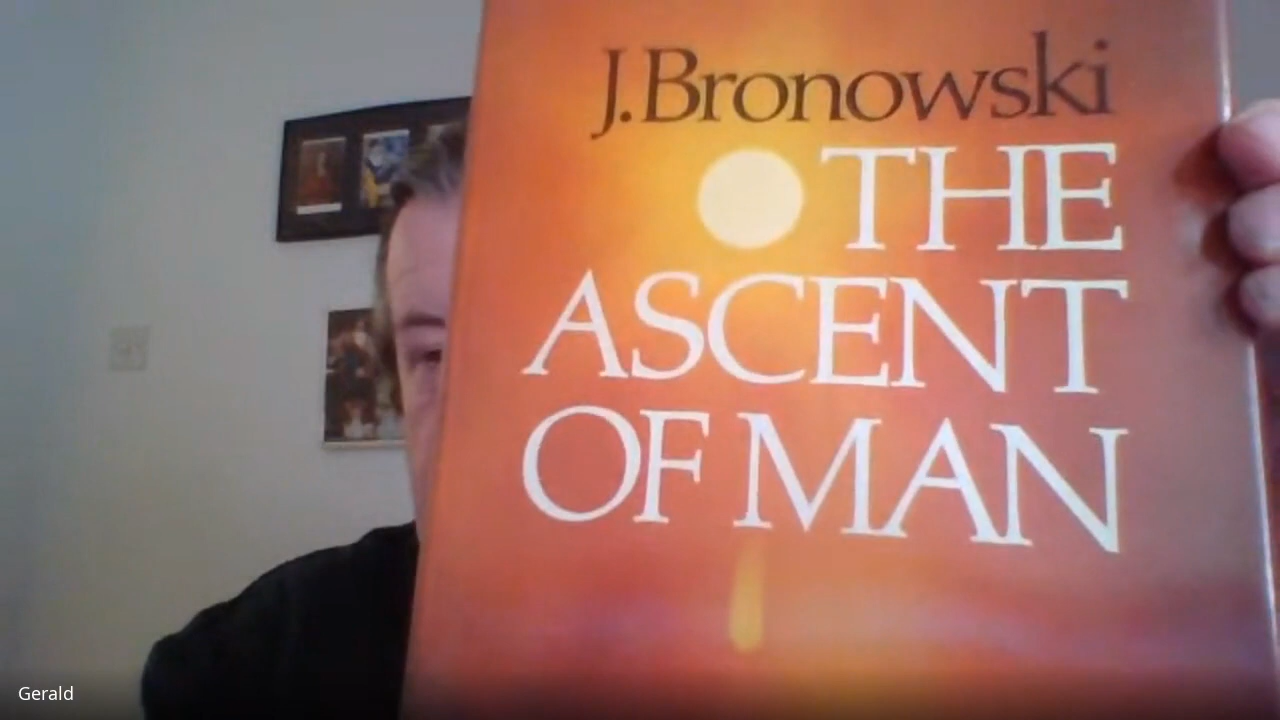 J. Bronowski
THE
ASCENT
OF MAN
Gerald